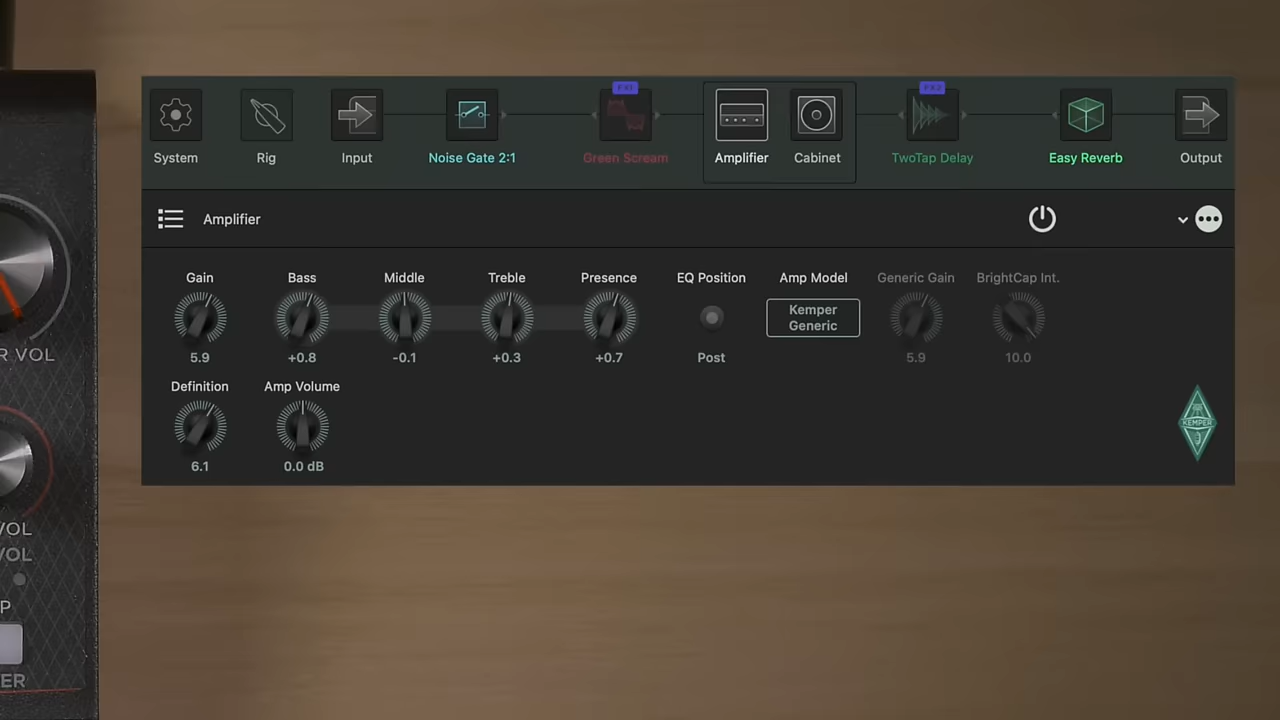 FX1
FX2
System
Rig
Input
Noise Gate 2:1
Green Scream
Amplifier
Cabinet
TwoTap Delay
Easy Reverb
Output
Amplifier
Gain
Bass
Middle
Treble
Presence
EQ Position
Amp Model
Generic Gain
BrightCap Int.
Kemper
Generic
5.9
+0.8
-0.1
+0.3
+0.7
Post
5.9
10.0
Definition
Amp Volume
6.1
0.0 dB
KEMPER
R VOL
VOL
VOL
P
ER